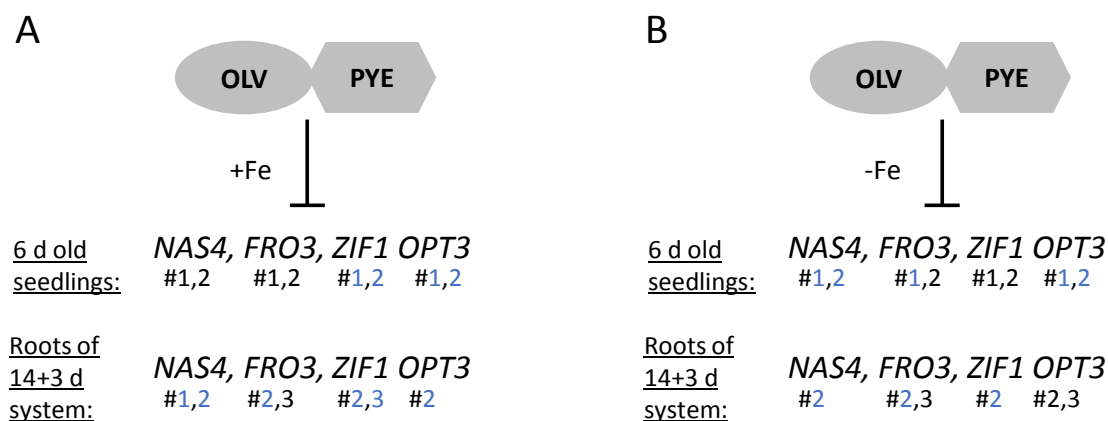 A
OLV PYE
+Fe
6 d old
seedlings:
NAS4, FRO3, ZIF1 OPT3
#1,2 #1,2 #1,2 #1,2
Roots of
14+3 d
system:
NAS4, FRO3, ZIF1 OPT3
#1,2 #2,3 #2,3 #2
B
OLV PYE
-Fe
6 d old
seedlings:
NAS4, FRO3, ZIF1 OPT3
#1,2 #1,2 #1,2 #1,2
Roots of
14+3 d
system:
NAS4, FRO3, ZIF1 OPT3
#2 #2,3 #2 #2,3